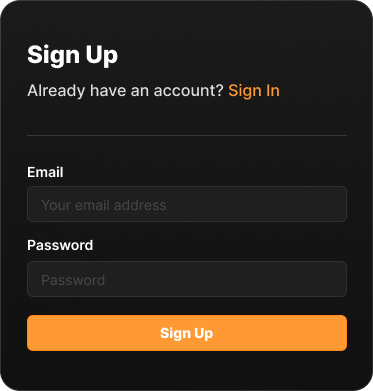 Sign Up
Already have an account? Sign In
Email
Your email address
Password
Password
Sign Up